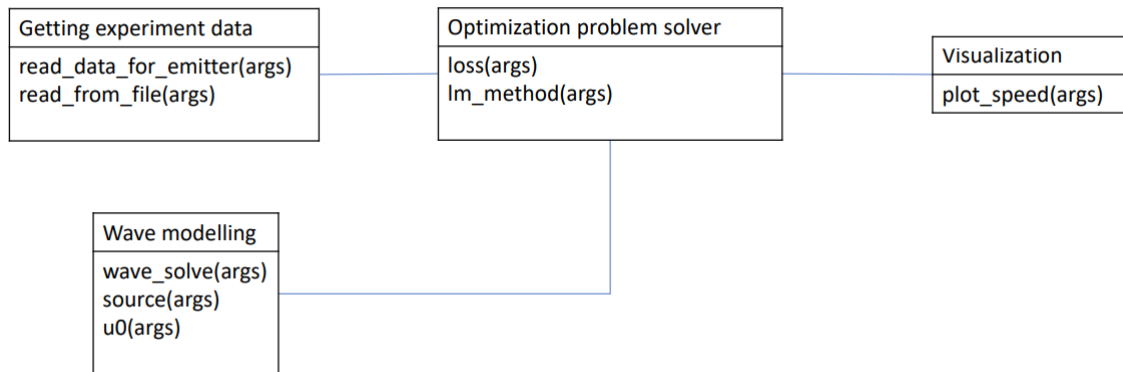 Getting experiment data
read_data_for_emitter(args)
read_from_file(args)
Optimization problem solver
loss(args)
lm_method(args)
Visualization
plot_speed(args)
Wave modelling
wave_solve(args)
source(args)
u0(args)